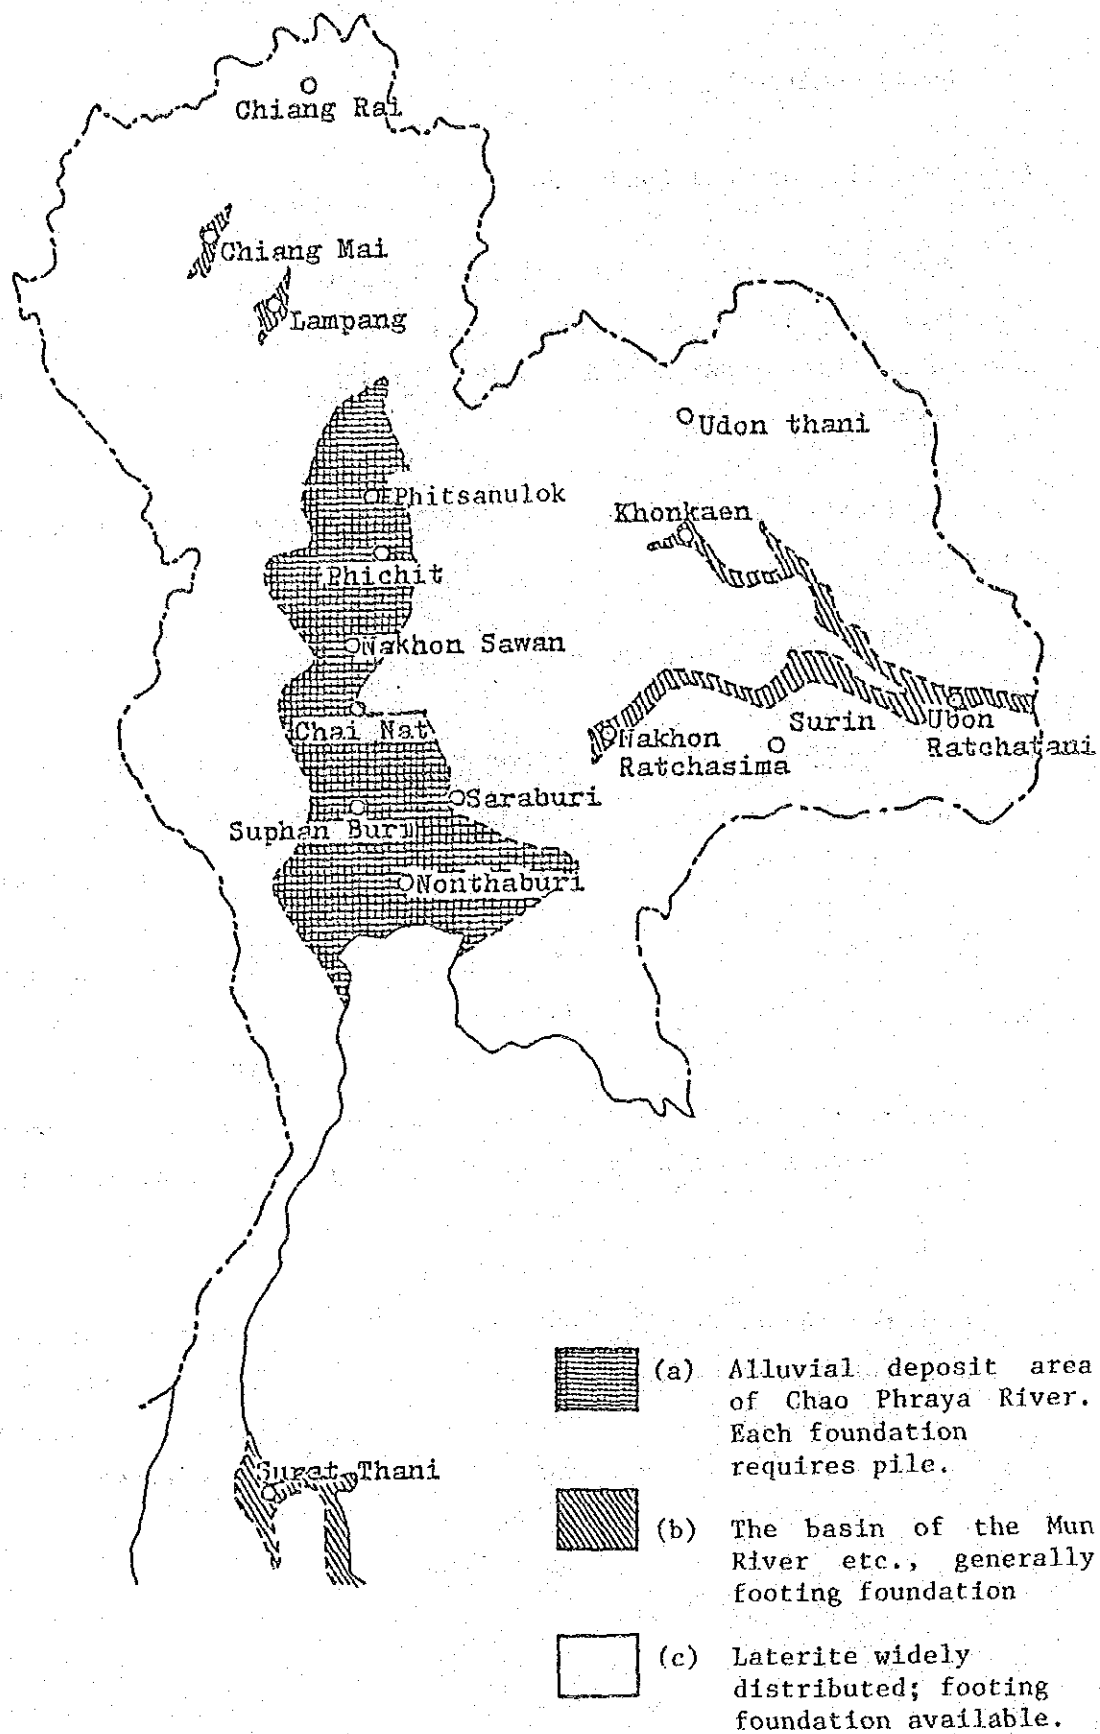 Chiang Rai
Chiang Mai
Lampang
Udon thani
Phitsanulok
Khonkaen
Phichit
Nakhon Sawan
Chai Nat
Surin
Ubon
Ratchatani
Nakhon
Ratchasima
Saraburi
Suphan Buri
Nonthaburi
Surat Thani
(a) Alluvial deposit area
of Chao Phraya River.
Each foundation
requires pile.
(b) The basin of the Mun
River etc., generally
footing foundation
(c) Laterite widely
distributed; footing
foundation available.